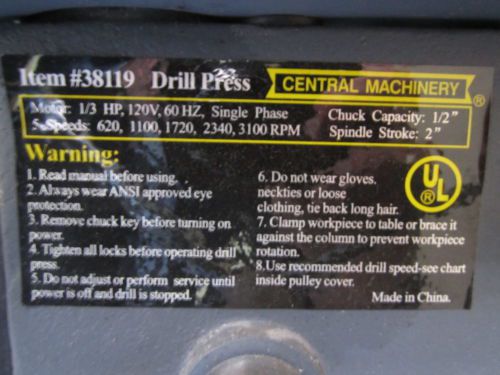 Item #38119 Drill Press
CENTRAL MACHINERY
®
Motor: 1/3 HP, 120V, 60 HZ, Single Phase
5-Speeds: 620, 1100, 1720, 2340, 3100 RPM
Chuck Capacity: 1/2"
Spindle Stroke: 2"
Warning:
1. Read manual before using.
2. Always wear ANSI approved eye
protection.
3. Remove chuck key before turning on
power.
4. Tighten all locks before operating drill
press.
5. Do not adjust or perform service until
power is off and drill is stopped.
6. Do not wear gloves,
neckties or loose
clothing, tie back long hair.
7. Clamp workpiece to table or brace it
against the column to prevent workpiece
rotation.
8.Use recommended drill speed-see chart
inside pulley cover.
UL
®
Made in China.